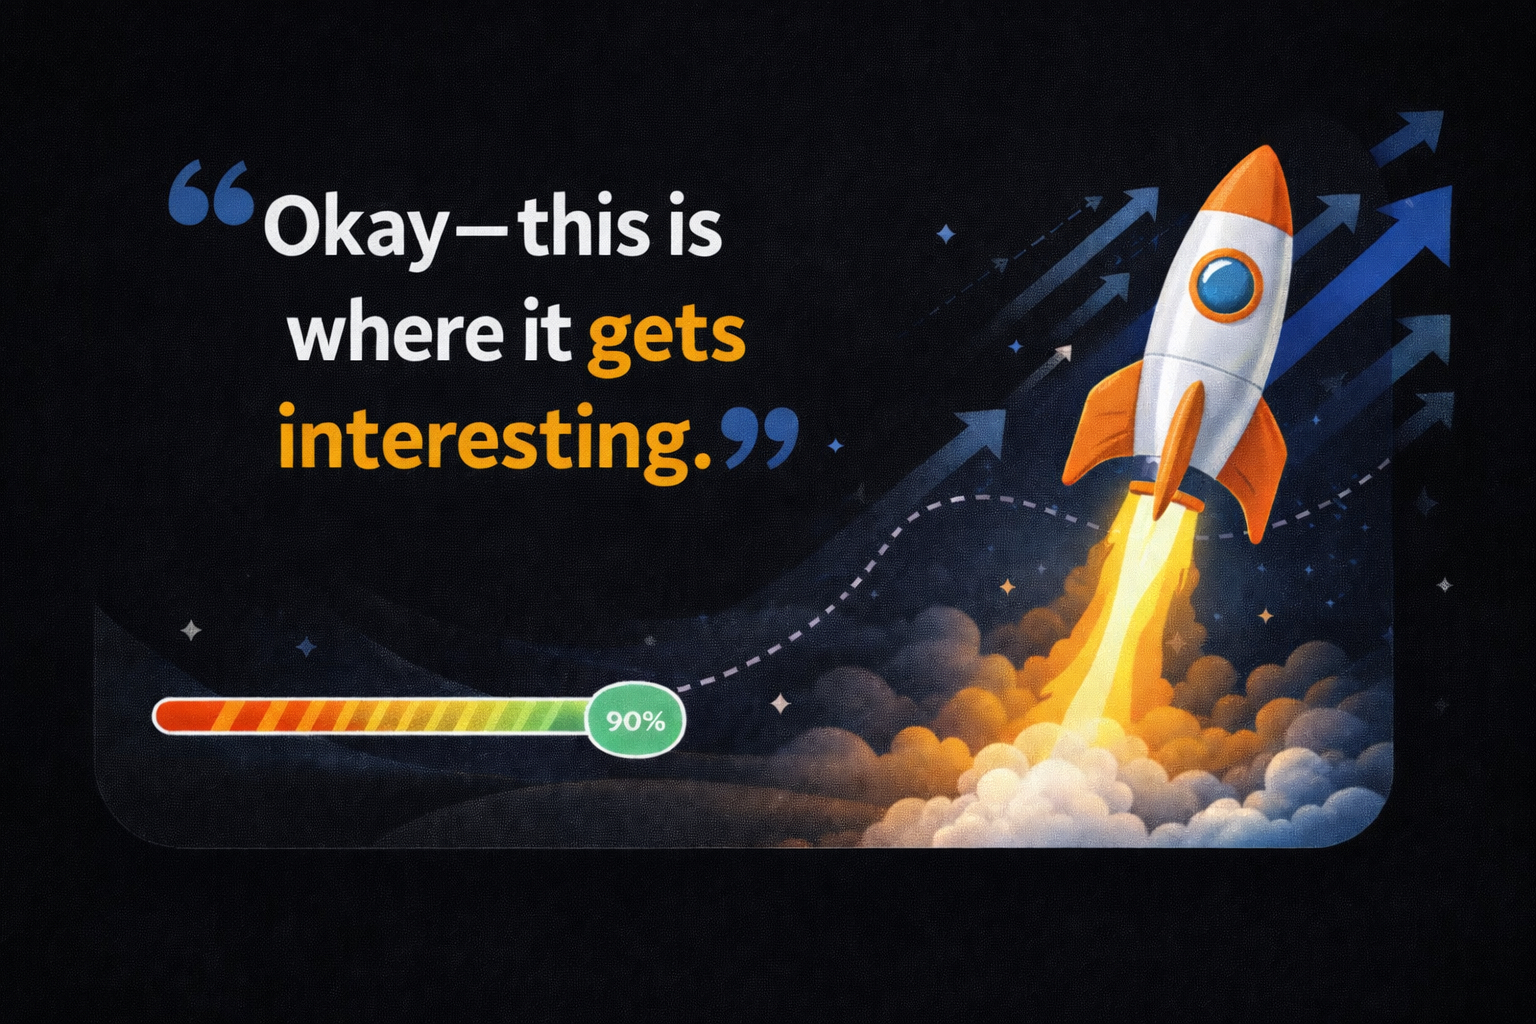 “Okay—this is
where it gets
interesting.”
90%